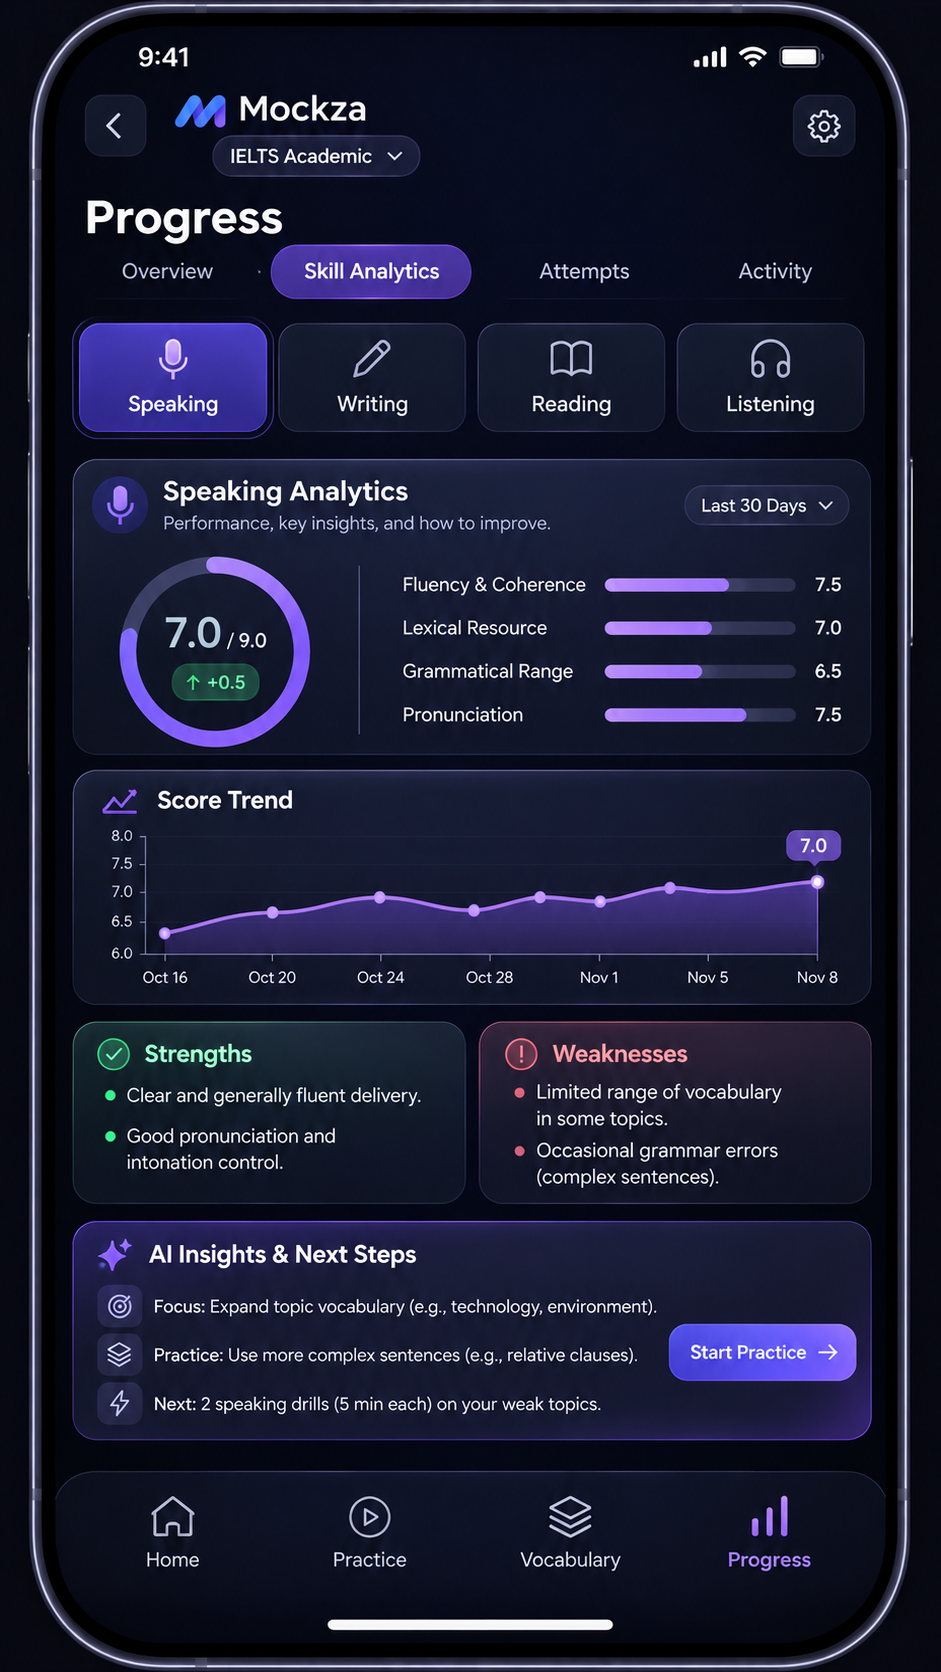 9:41
Mockza
IELTS Academic
Progress
Overview · Skill Analytics Attempts Activity
Speaking Writing Reading Listening
Speaking Analytics
Performance, key insights, and how to improve.
Last 30 Days
7.0 / 9.0
↑ +0.5
Fluency & Coherence 7.5
Lexical Resource 7.0
Grammatical Range 6.5
Pronunciation 7.5
Score Trend
8.0
7.5
7.0
6.5
6.0
7.0
Oct 16 Oct 20 Oct 24 Oct 28 Nov 1 Nov 5 Nov 8
Strengths
Clear and generally fluent delivery.
Good pronunciation and
intonation control.
Weaknesses
Limited range of vocabulary
in some topics.
Occasional grammar errors
(complex sentences).
AI Insights & Next Steps
Focus: Expand topic vocabulary (e.g., technology, environment).
Practice: Use more complex sentences (e.g., relative clauses).
Next: 2 speaking drills (5 min each) on your weak topics.
Start Practice →
Home Practice Vocabulary Progress